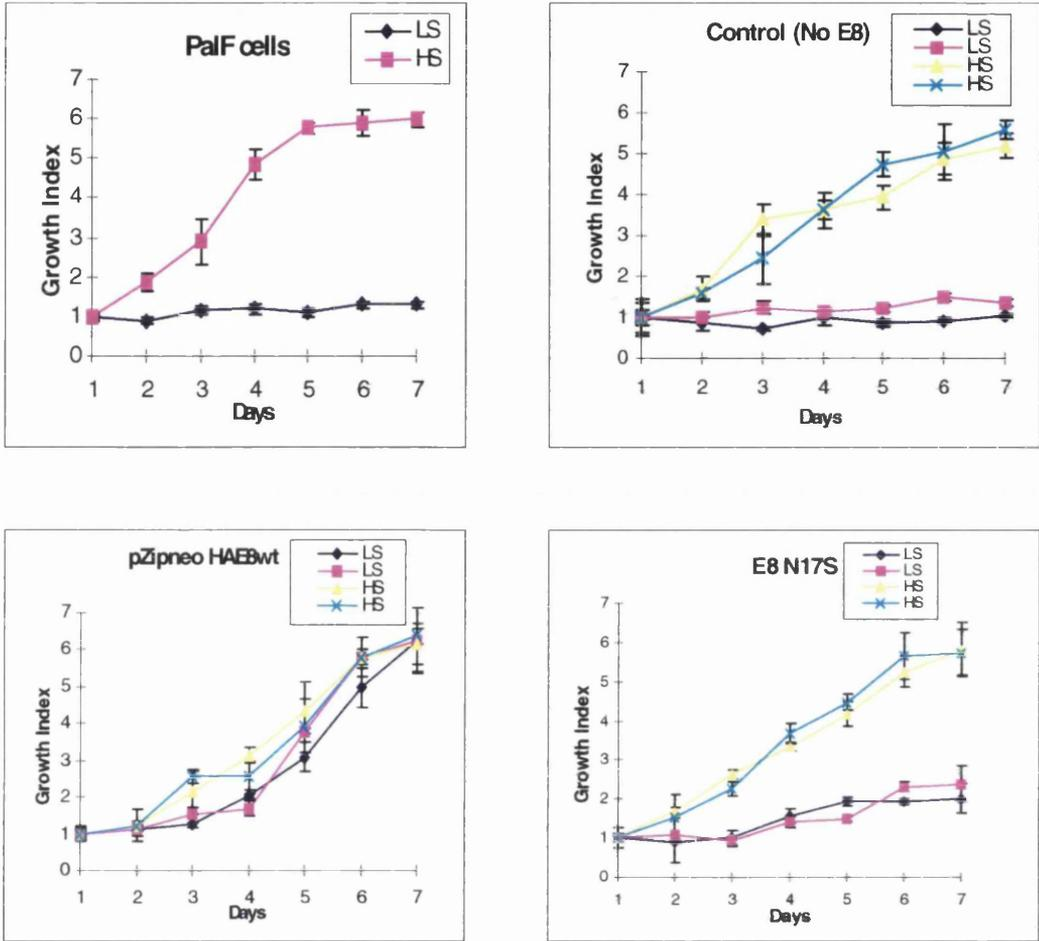 PalF cells
LS
HS
Growth Index
7
6
5
4
3
2
1
0
1 2 3 4 5 6 7
Days
Control (No E8)
LS
LS
HS
HS
Growth Index
7
6
5
4
3
2
1
0
1 2 3 4 5 6 7
Days
pZipneo HAE8wt
LS
LS
HS
HS
Growth Index
7
6
5
4
3
2
1
0
1 2 3 4 5 6 7
Days
E8 N17S
LS
LS
HS
HS
Growth Index
7
6
5
4
3
2
1
0
1 2 3 4 5 6 7
Days